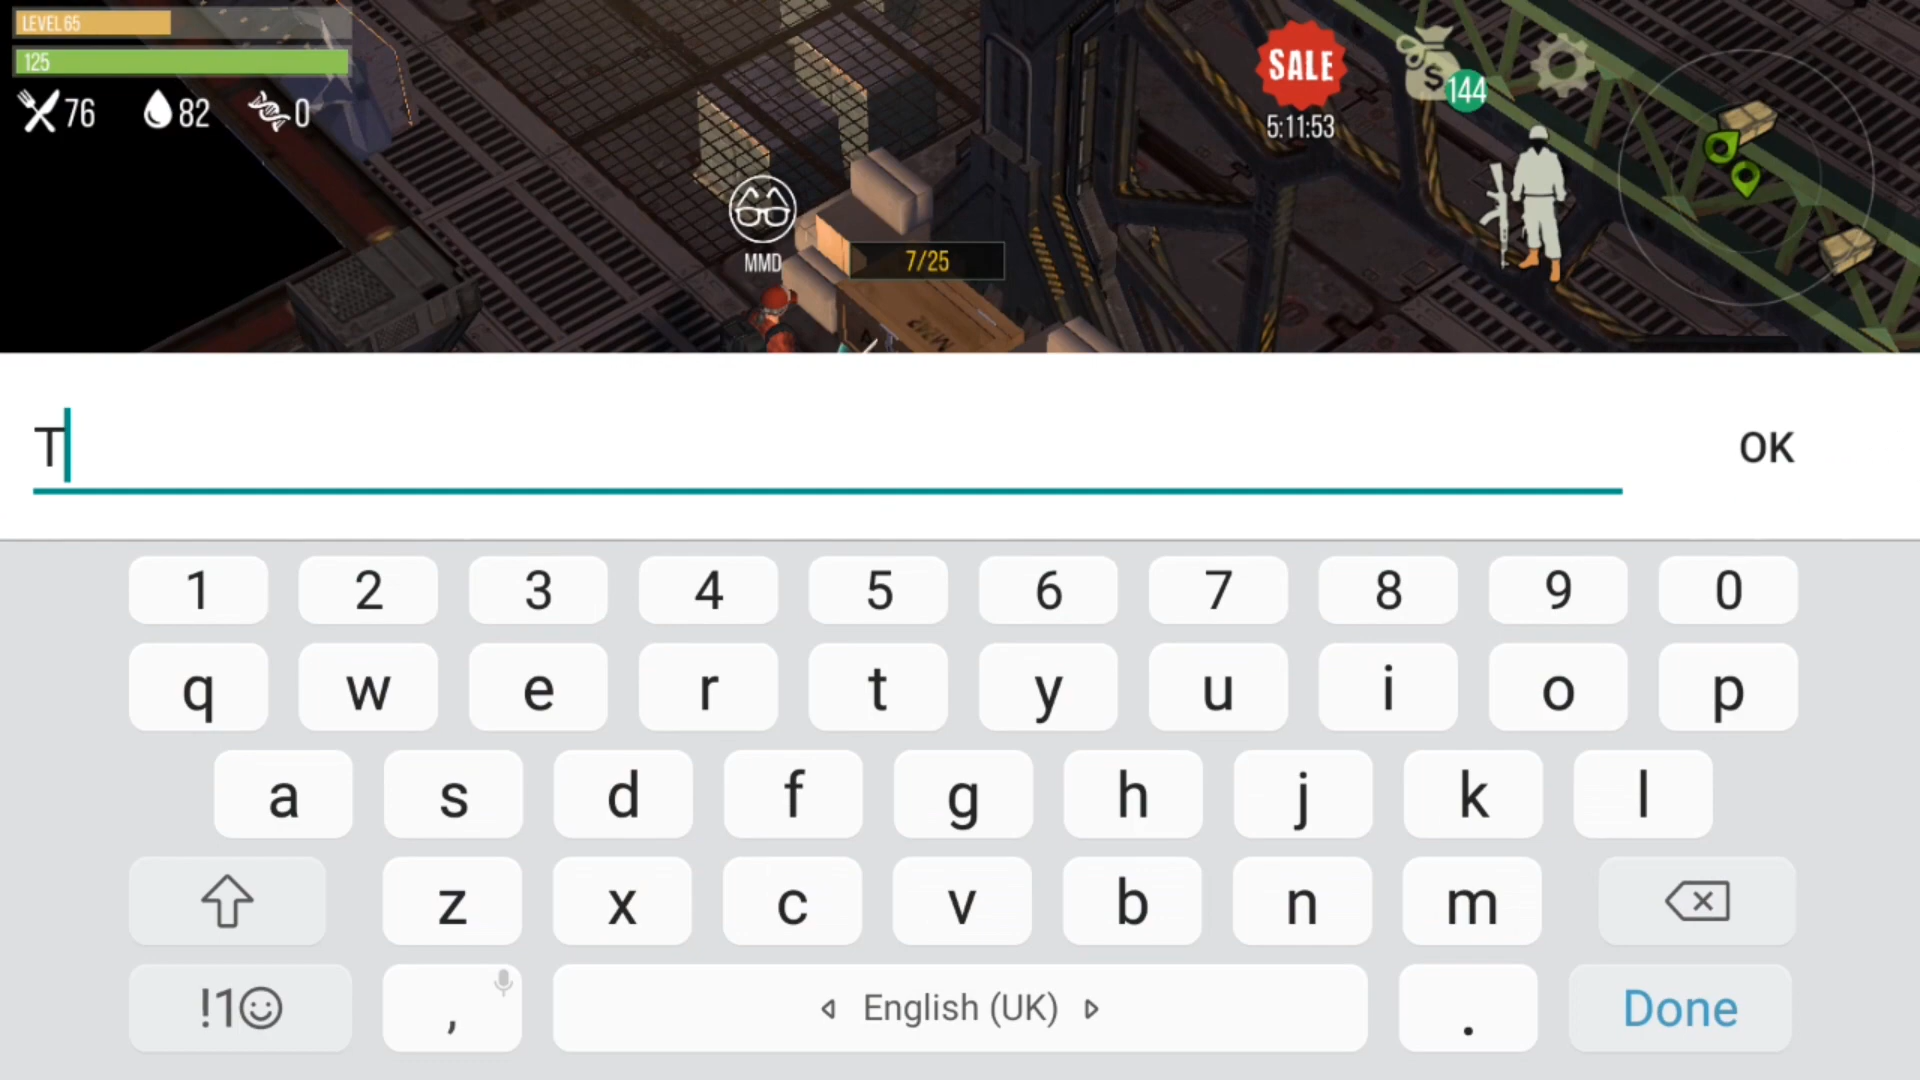 LEVEL 65
125
76 82 0
SALE
5:11:53
144
MMD
7/25
T
OK
1 2 3 4 5 6 7 8 9 0
q w e r t y u i o p
a s d f g h j k l
z x c v b n m
!1☺ , English (UK) . Done